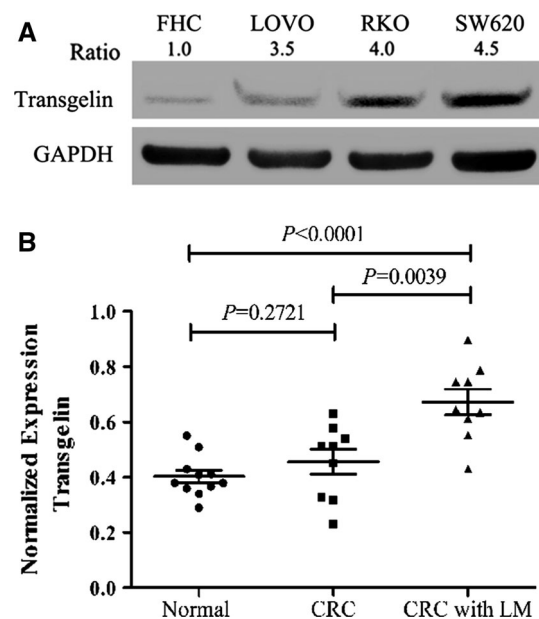 A
FHC LOVO RKO SW620
Ratio 1.0 3.5 4.0 4.5
Transgelin
GAPDH
B
P<0.0001
P=0.0039
P=0.2721
Normalized Expression
Transgelin
1.0
0.8
0.6
0.4
0.2
0.0
Normal CRC CRC with LM